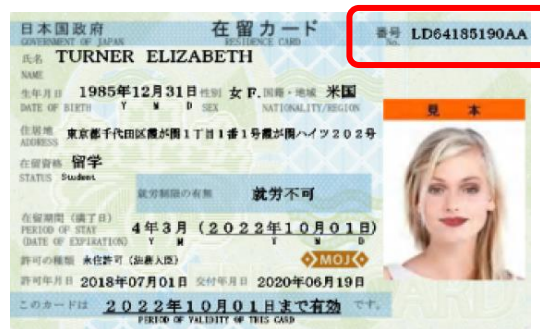 日本国政府 在留カード 番号 LD64185190AA
GOVERNMENT OF JAPAN RESIDENCE CARD No.
氏名 TURNER ELIZABETH
NAME
生年月日 1985年12月31日 性別 女 F. 国籍・地域 米国
DATE OF BIRTH Y M D SEX NATIONALITY/REGION
見本
住居地 東京都千代田区霞が関1丁目1番1号霞が関ハイツ202号
ADDRESS
在留資格 留学
STATUS Student
就労制限の有無 就労不可
在留期間(満了日) 4年3月(2022年10月01日)
PERIOD OF STAY
(DATE OF EXPIRATION) Y M Y M D
許可の種類 永住許可(法務大臣) MOJ
許可年月日 2018年07月01日 交付年月日 2020年06月19日
このカードは 2022年10月01日まで有効 です。
PERIOD OF VALIDITY OF THIS CARD